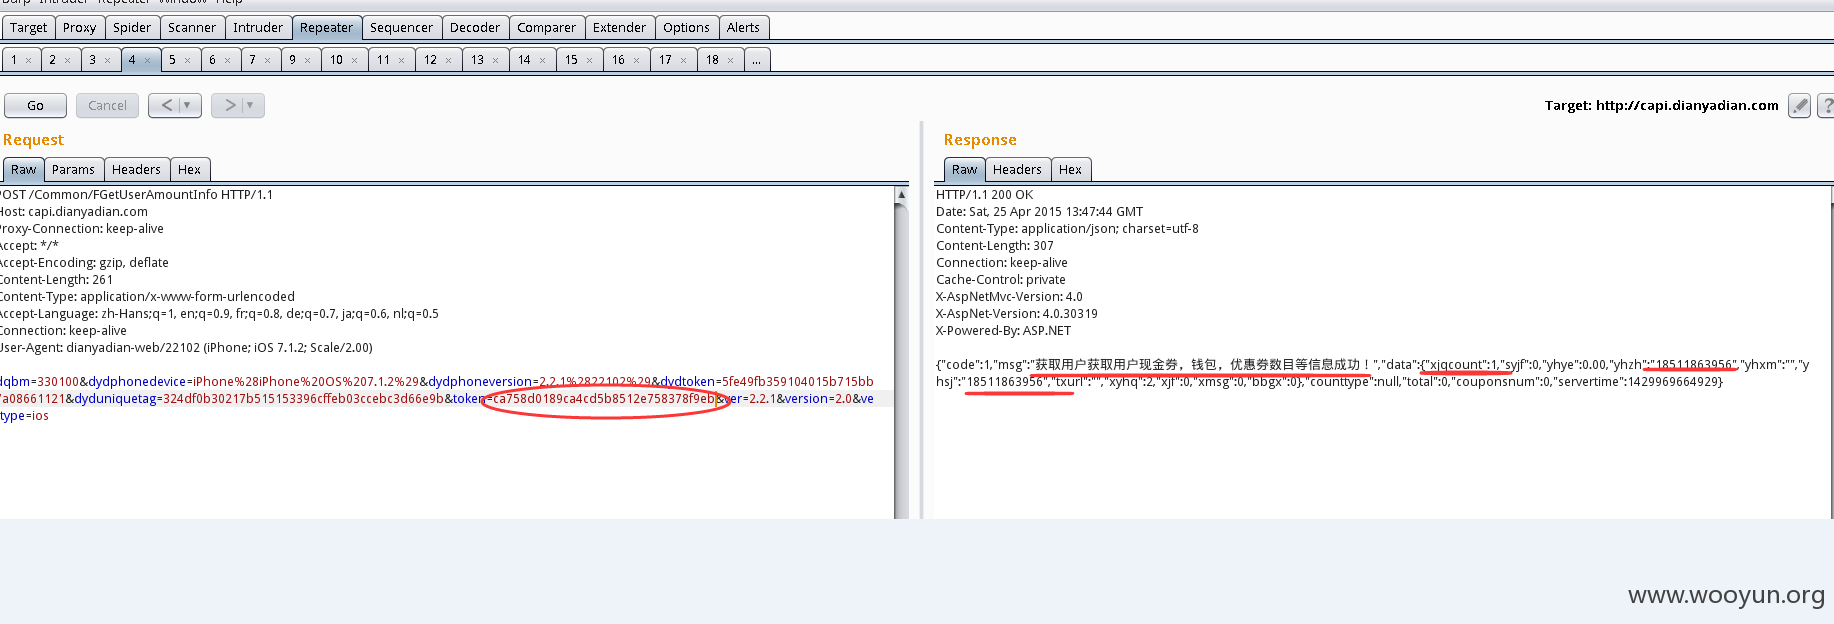 Burp Intruder Repeater Window Help
Target Proxy Spider Scanner Intruder Repeater Sequencer Decoder Comparer Extender Options Alerts
1 × 2 × 3 × 4 × 5 × 6 × 7 × 9 × 10 × 11 × 12 × 13 × 14 × 15 × 16 × 17 × 18 × ...
Go Cancel < ▼ > ▼ Target: http://capi.dianyadian.com ?
Request
Raw Params Headers Hex
POST /Common/FGetUserAmountInfo HTTP/1.1
Host: capi.dianyadian.com
Proxy-Connection: keep-alive
Accept: */*
Accept-Encoding: gzip, deflate
Content-Length: 261
Content-Type: application/x-www-form-urlencoded
Accept-Language: zh-Hans;q=1, en;q=0.9, fr;q=0.8, de;q=0.7, ja;q=0.6, nl;q=0.5
Connection: keep-alive
User-Agent: dianyadian-web/22102 (iPhone; iOS 7.1.2; Scale/2.00)
dqbm=330100&dydphonedevice=iPhone%28iPhone%20OS%207.1.2%29&dydphoneversion=2.2.1%2822102%29&dydtoken=5fe49fb359104015b715bb
7a08661121&dyduniquetag=324df0b30217b515153396cffeb03ccebc3d66e9b&token=ca758d0189ca4cd5b8512e758378f9eb&ver=2.2.1&version=2.0&ve
type=ios
Response
Raw Headers Hex
HTTP/1.1 200 OK
Date: Sat, 25 Apr 2015 13:47:44 GMT
Content-Type: application/json; charset=utf-8
Content-Length: 307
Connection: keep-alive
Cache-Control: private
X-AspNetMvc-Version: 4.0
X-AspNet-Version: 4.0.30319
X-Powered-By: ASP.NET
{"code":1,"msg":"获取用户获取用户现金券，钱包，优惠券数目等信息成功！","data":{"xjqcount":1,"syjf":0,"yhye":0.00,"yhzh":"18511863956","yhxm":"","y
hsj":"18511863956","txurl":"","xyhq":2,"xjf":0,"xmsg":0,"bbgx":0},"counttype":null,"total":0,"couponsnum":0,"servertime":1429969664929}
www.wooyun.org